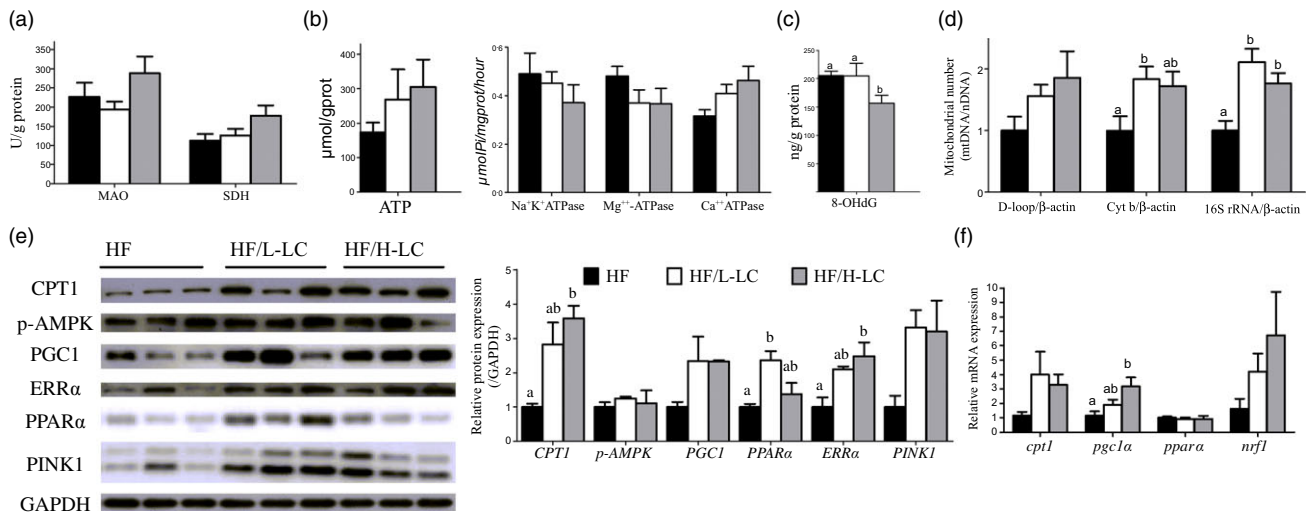 (a)
U/g protein
350
300
250
200
150
100
50
0
MAO
SDH
(b)
μmol/gprot
400
300
200
100
0
ATP
μmolPi/mgprot/hour
0·6
0·4
0·2
0·0
Na⁺K⁺ATPase
Mg⁺⁺-ATPase
Ca⁺⁺ATPase
(c)
ng/g protein
250
200
150
100
50
0
a
a
b
8-OHdG
(d)
Mitochondrial number
(mtDNA/nDNA)
2
1
0
a
b
ab
a
b
b
D-loop/β-actin
Cyt b/β-actin
16S rRNA/β-actin
(e)
HF
HF/L-LC
HF/H-LC
CPT1
p-AMPK
PGC1
ERRα
PPARα
PINK1
GAPDH
Relative protein expression
(/GAPDH)
5
4
3
2
1
0
HF
HF/L-LC
HF/H-LC
a
ab
b
a
b
ab
a
ab
b
CPT1
p-AMPK
PGC1
PPARα
ERRα
PINK1
(f)
Relative mRNA expression
10
9
8
7
6
5
4
3
2
1
0
a
ab
b
cpt1
pgc1α
pparα
nrf1